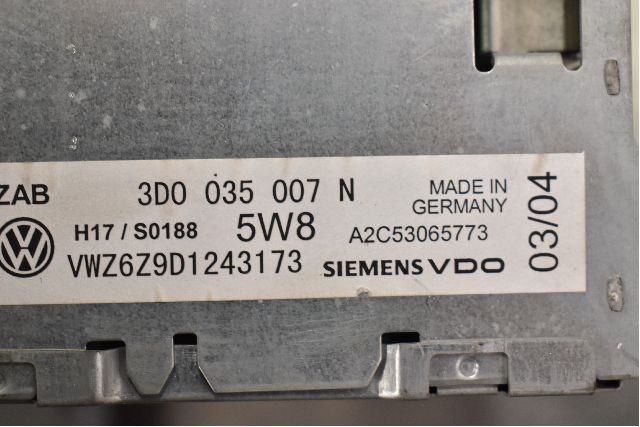 ZAB 3D0 035 007 N
MADE IN
GERMANY
H17 / S0188 5W8 A2C53065773
VWZ6Z9D1243173 SIEMENS VDO
03/04